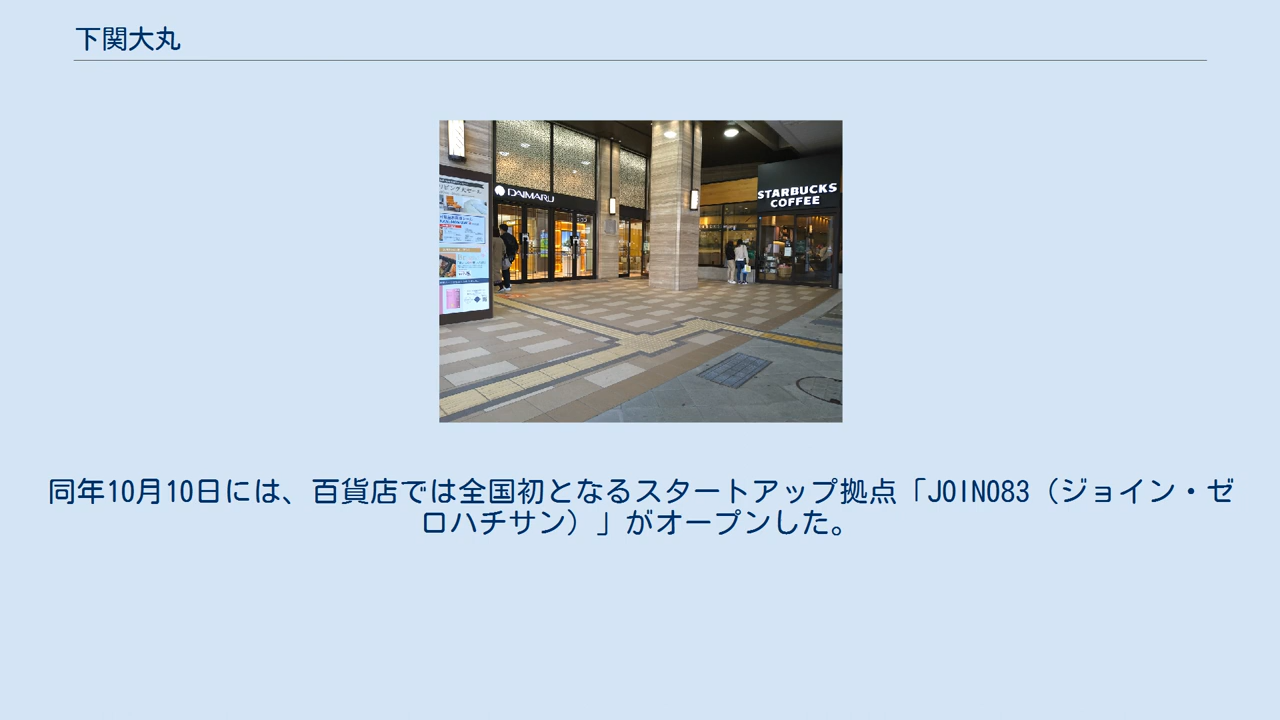 下関大丸
DAIMARU
STARBUCKS
COFFEE
同年10月10日には、百貨店では全国初となるスタートアップ拠点「JOIN083（ジョイン・ゼ
ロハチサン）」がオープンした。